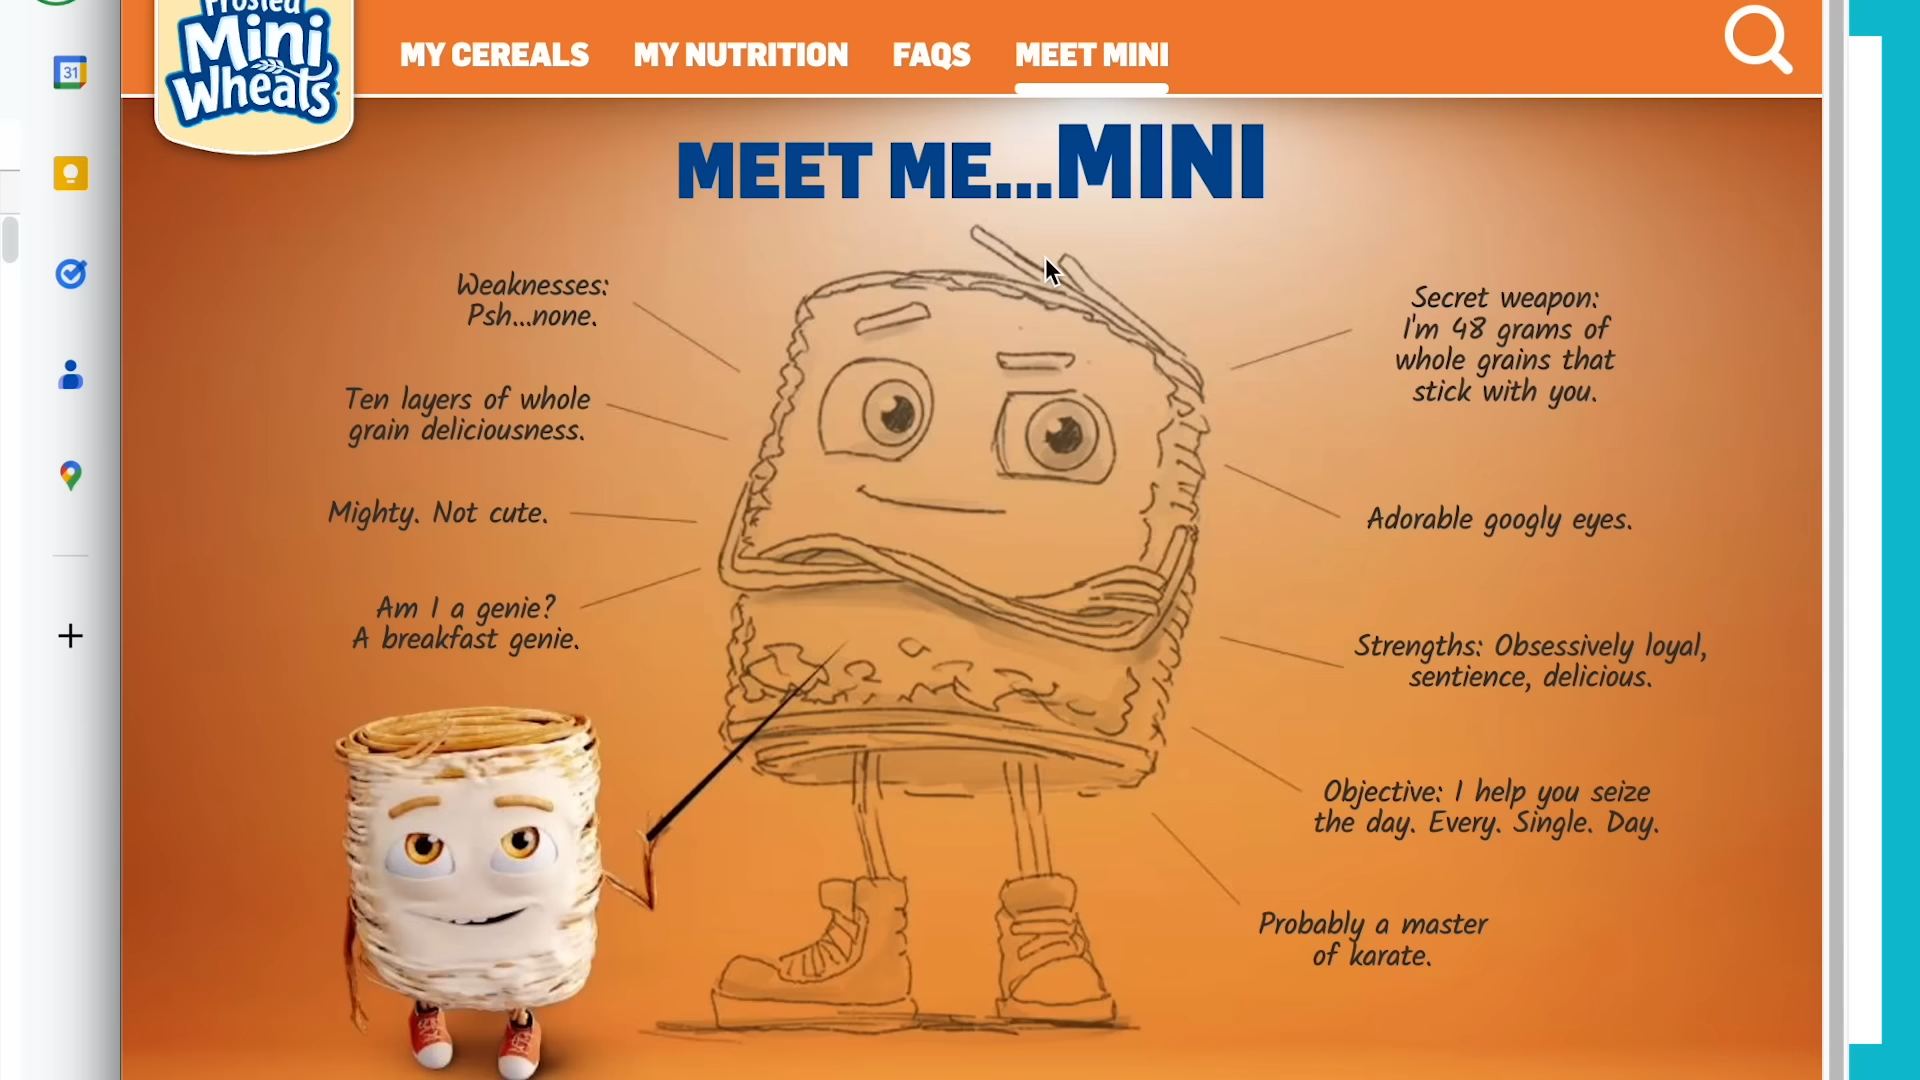 Frosted
Mini
Wheats
MY CEREALS
MY NUTRITION
FAQS
MEET MINI
31
MEET ME...MINI
Weaknesses:
Psh...none.
Ten layers of whole
grain deliciousness.
Mighty. Not cute.
Am I a genie?
A breakfast genie.
Secret weapon:
I'm 48 grams of
whole grains that
stick with you.
Adorable googly eyes.
Strengths: Obsessively loyal,
sentience, delicious.
Objective: I help you seize
the day. Every. Single. Day.
Probably a master
of karate.